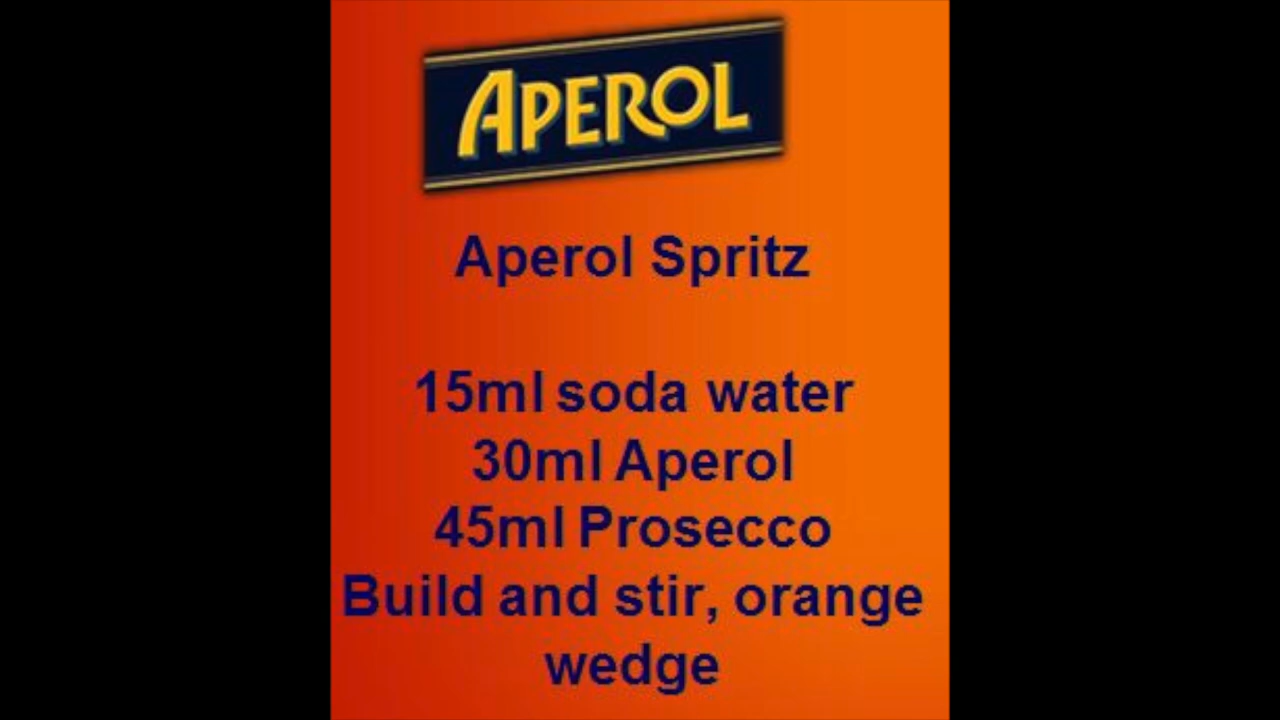 APEROL
Aperol Spritz
15ml soda water
30ml Aperol
45ml Prosecco
Build and stir, orange
wedge